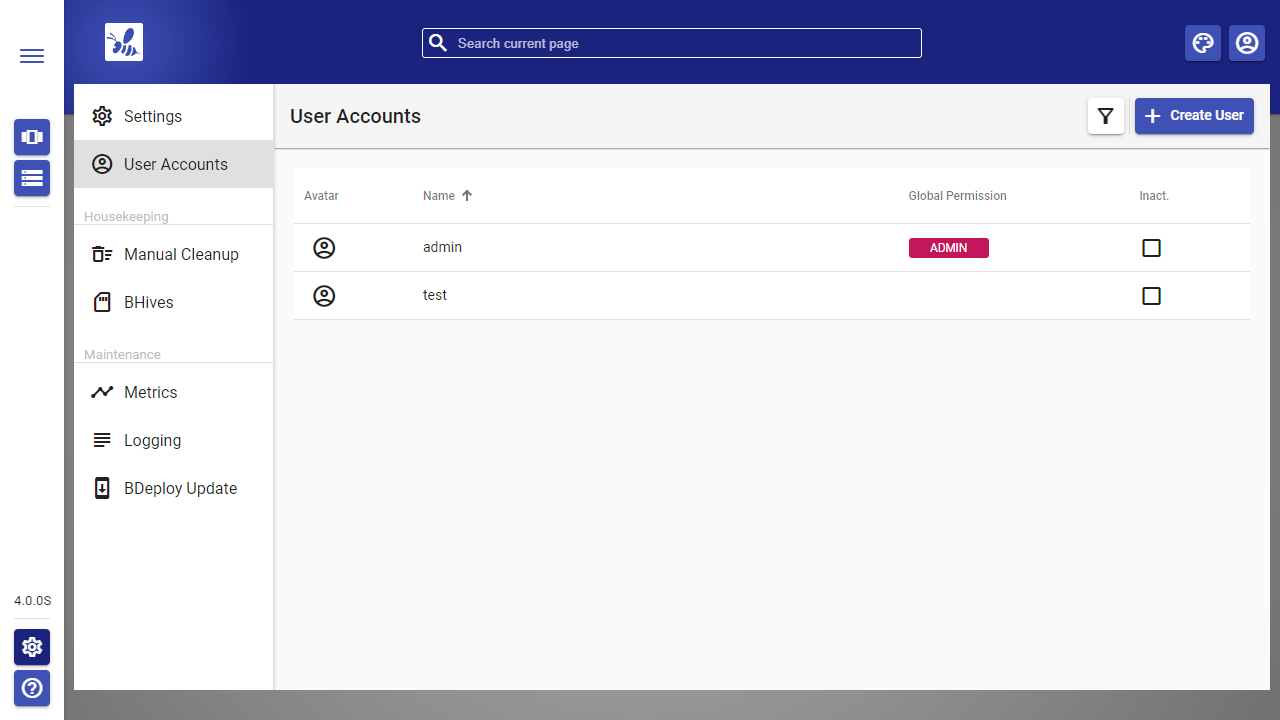 Search current page
Settings
User Accounts
Housekeeping
Manual Cleanup
BHives
Maintenance
Metrics
Logging
BDeploy Update
4.0.0S
User Accounts
Create User
Avatar Name Global Permission Inact.
admin ADMIN
test